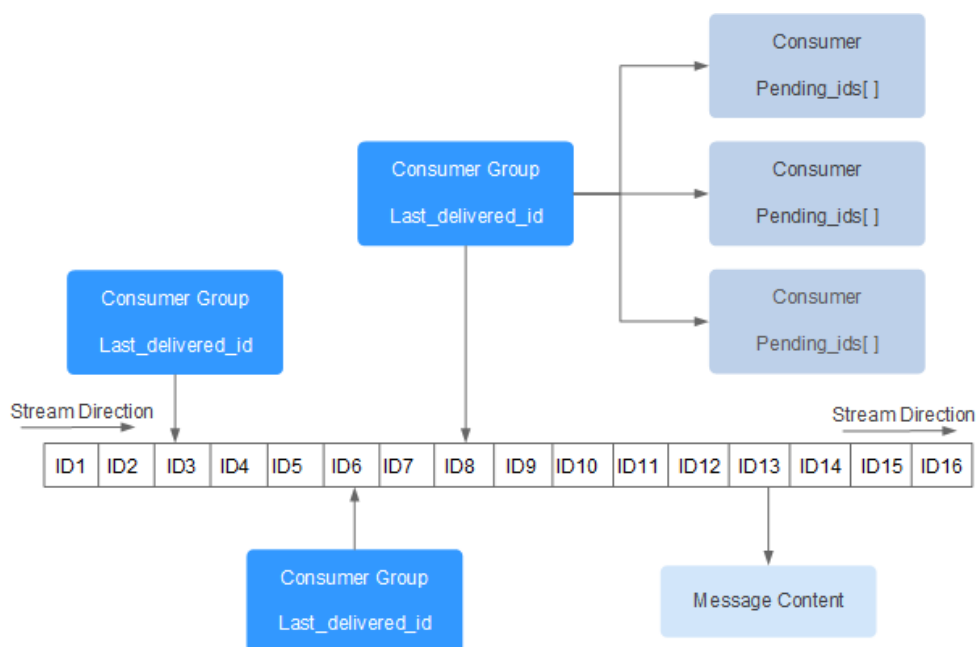 Consumer
Pending_ids[ ]
Consumer Group
Last_delivered_id
Consumer
Pending_ids[ ]
Consumer Group
Last_delivered_id
Consumer
Pending_ids[ ]
Stream Direction
Stream Direction
ID1 ID2 ID3 ID4 ID5 ID6 ID7 ID8 ID9 ID10 ID11 ID12 ID13 ID14 ID15 ID16
Consumer Group
Last_delivered_id
Message Content